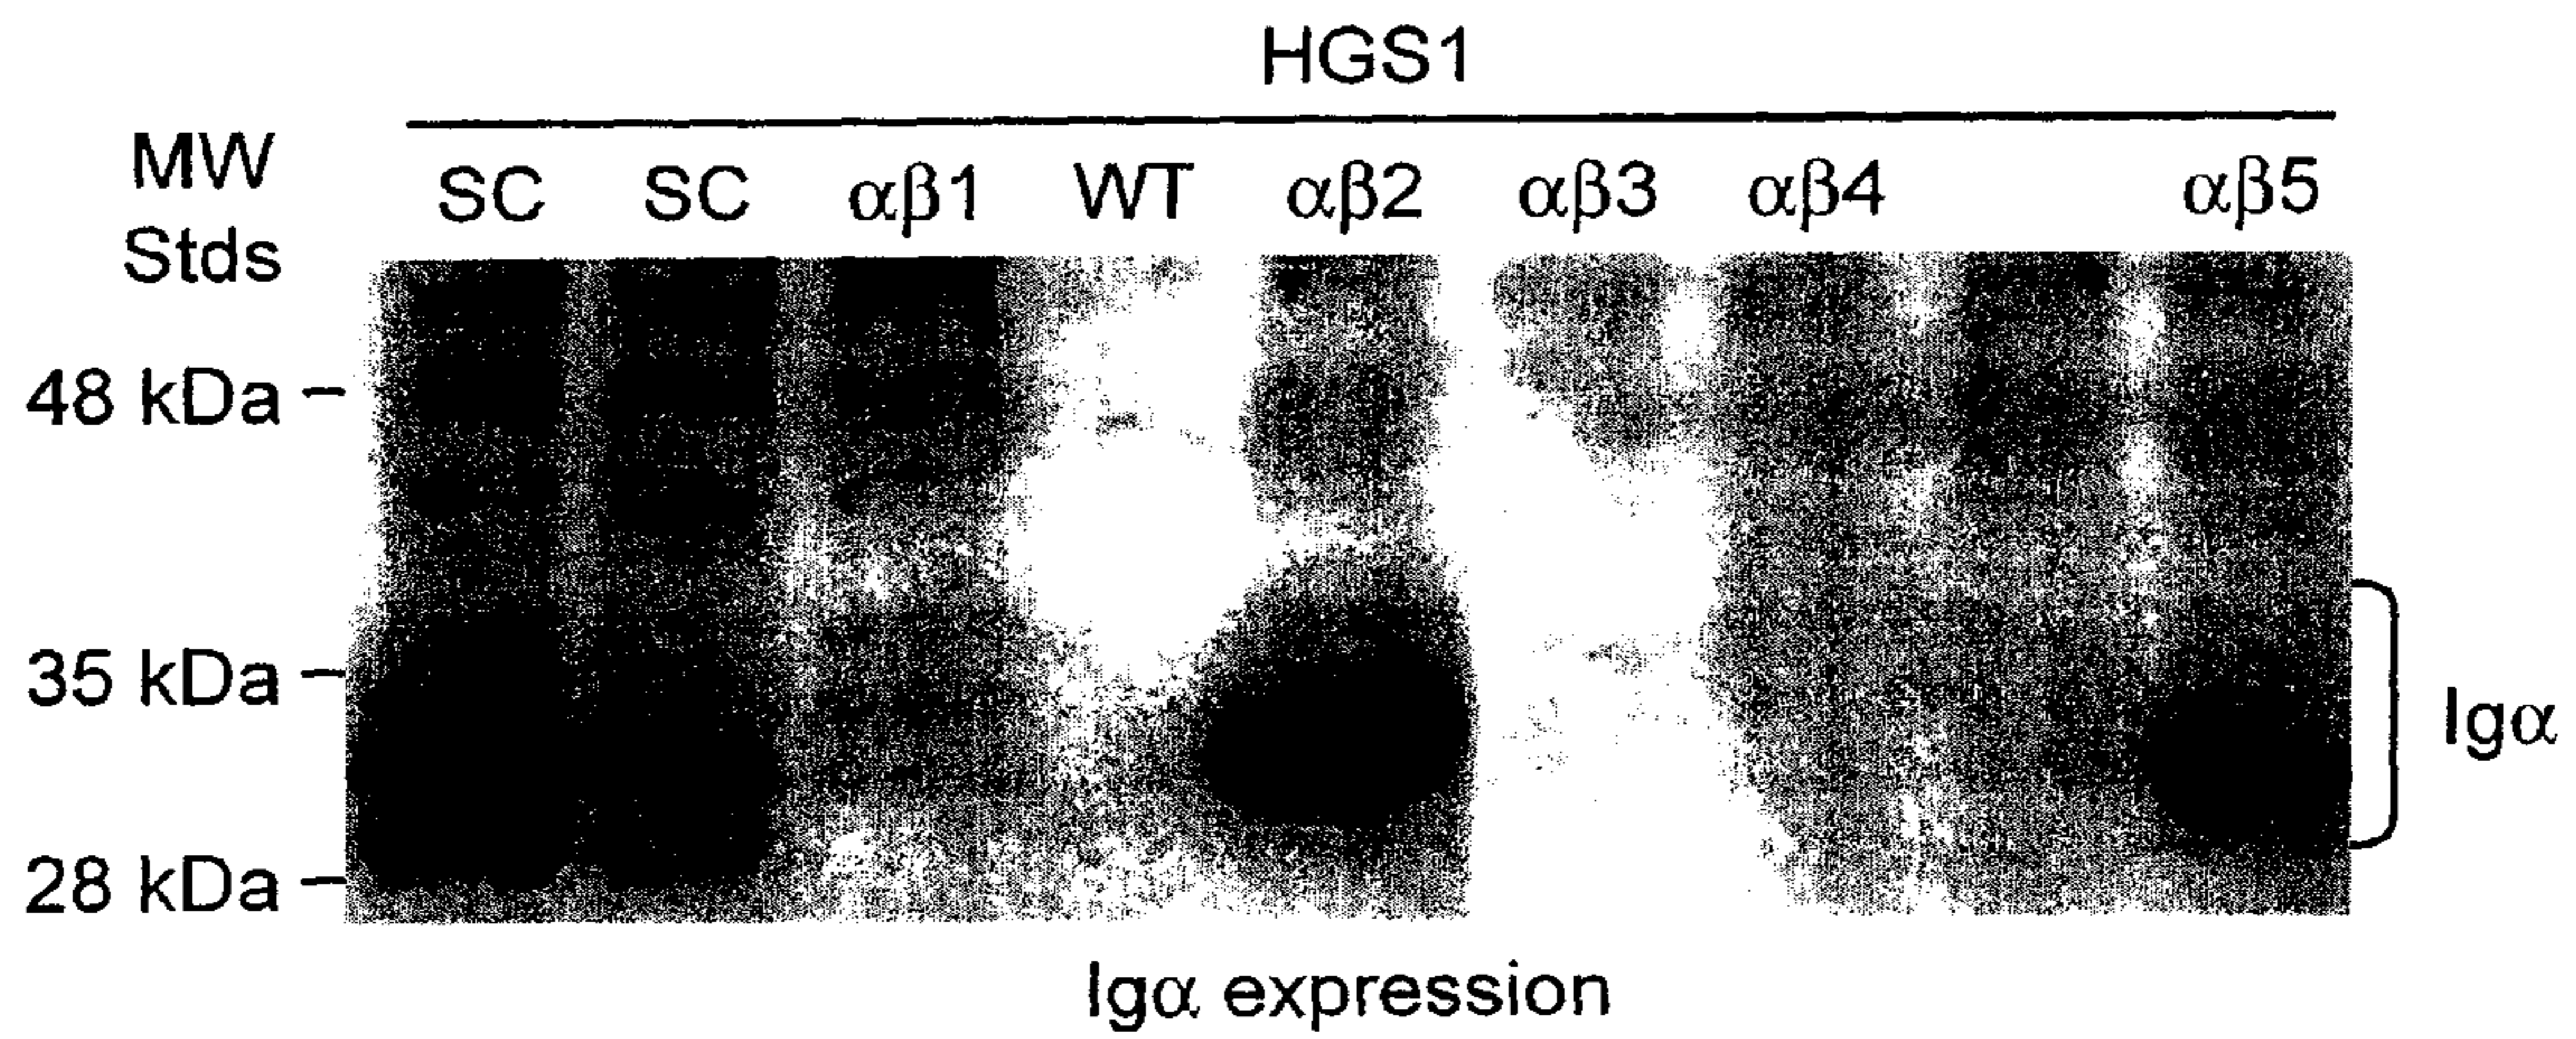 HGS1
MW Stds
SC SC αβ1 WT αβ2 αβ3 αβ4 αβ5
48 kDa
35 kDa
28 kDa
Igα
Igα expression